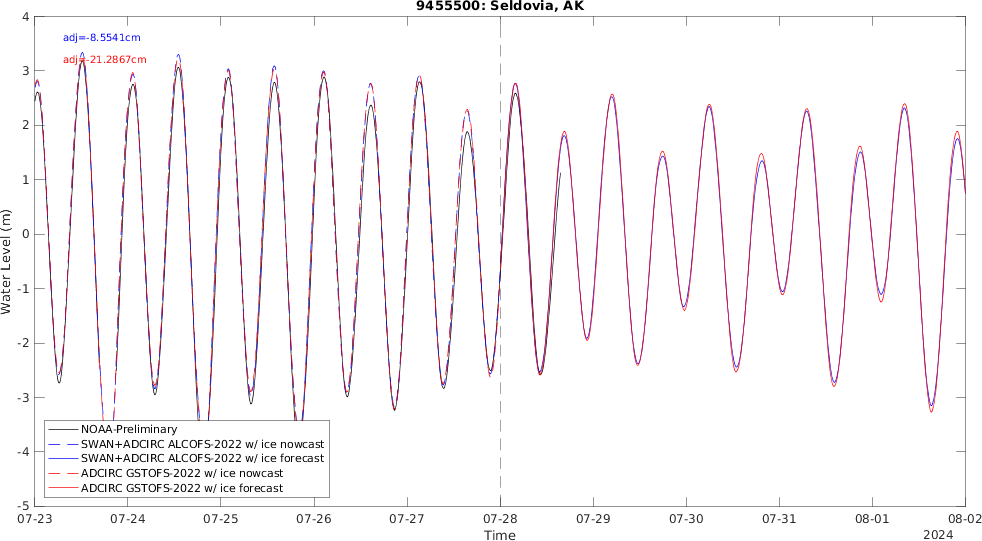 9455500: Seldovia, AK
adj=-8.5541cm
adj=-21.2867cm
4
3
2
1
0
-1
-2
-3
-4
-5
Water Level (m)
NOAA-Preliminary
SWAN+ADCIRC ALCOFS-2022 w/ ice nowcast
SWAN+ADCIRC ALCOFS-2022 w/ ice forecast
ADCIRC GSTOFS-2022 w/ ice nowcast
ADCIRC GSTOFS-2022 w/ ice forecast
07-23 07-24 07-25 07-26 07-27 07-28 07-29 07-30 07-31 08-01 08-02
Time
2024